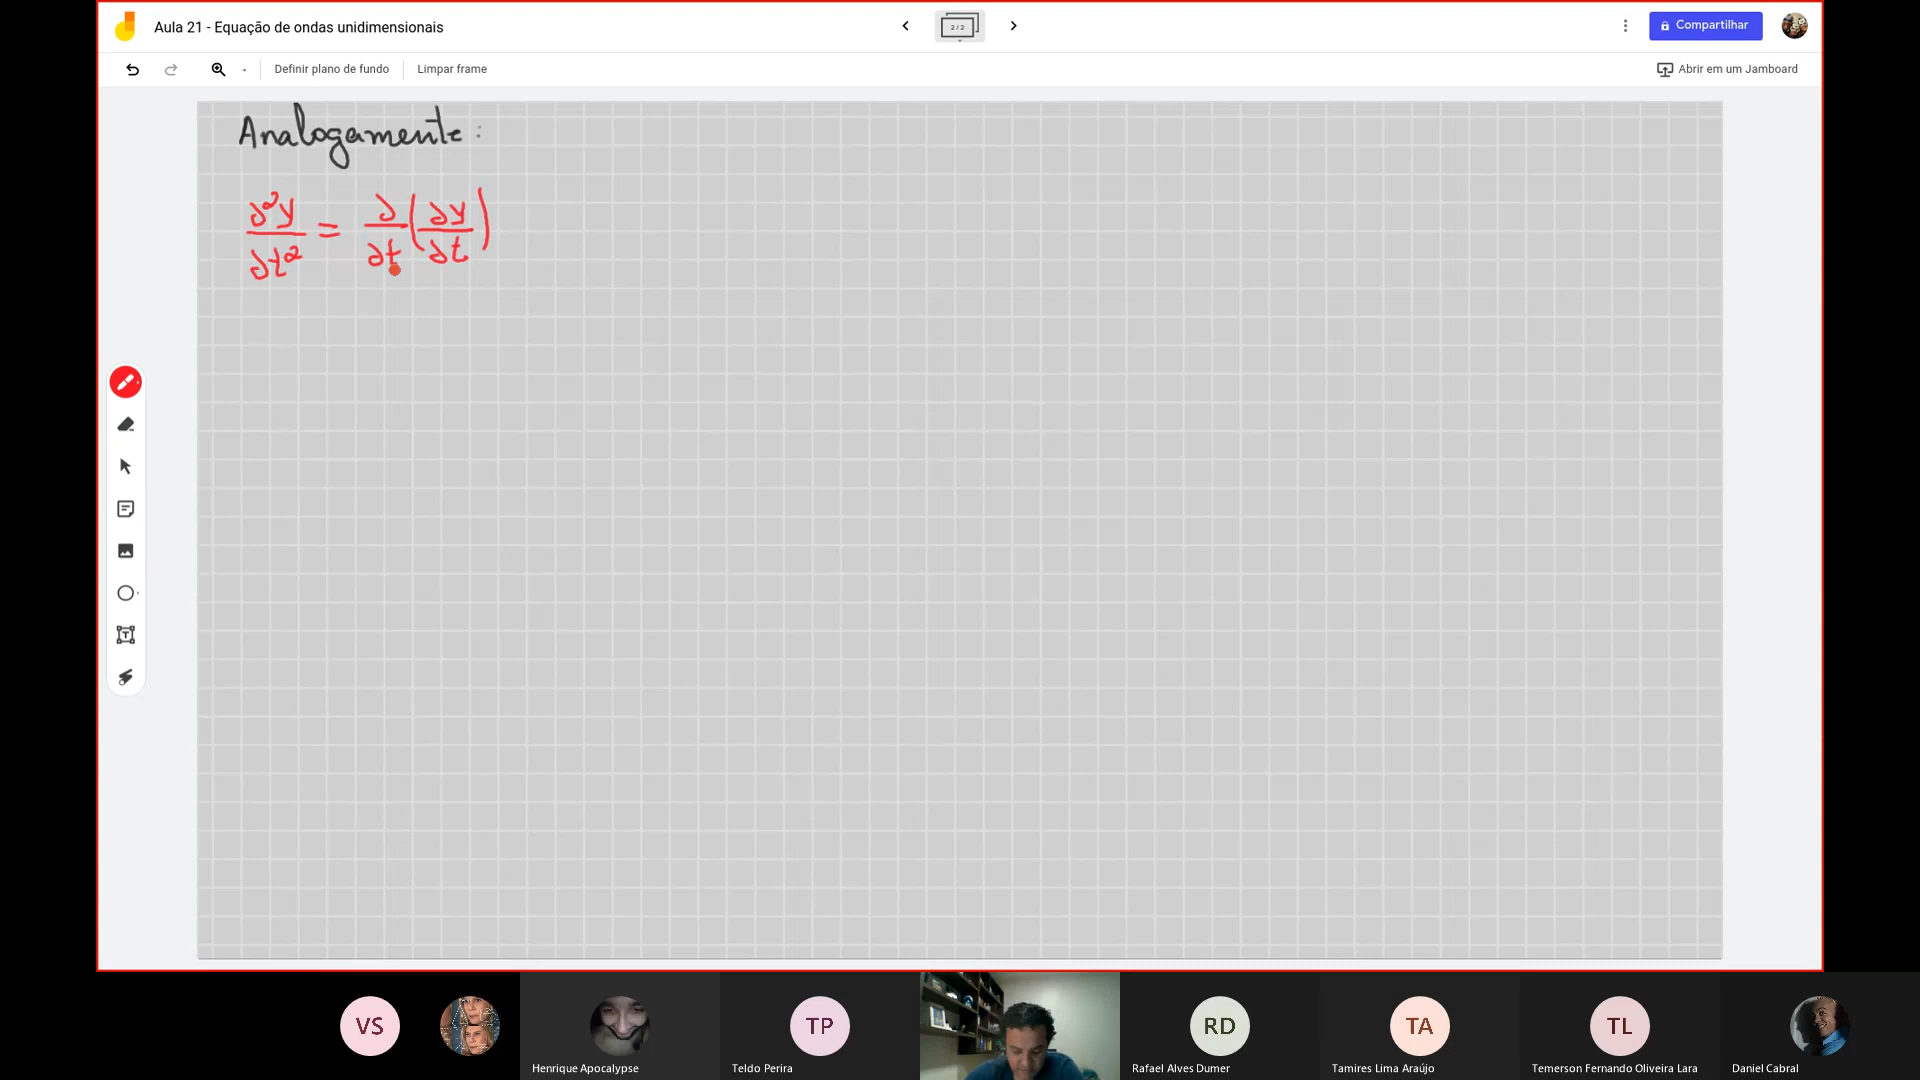 Aula 21 - Equação de ondas unidimensionais
2 / 2
Compartilhar
Definir plano de fundo
Limpar frame
Abrir em um Jamboard
Analogamente:
∂²y/∂t² = ∂/∂t (∂y/∂t)
VS
TP
RD
TA
TL
Henrique Apocalypse
Teldo Perira
Rafael Alves Dumer
Tamires Lima Araújo
Temerson Fernando Oliveira Lara
Daniel Cabral